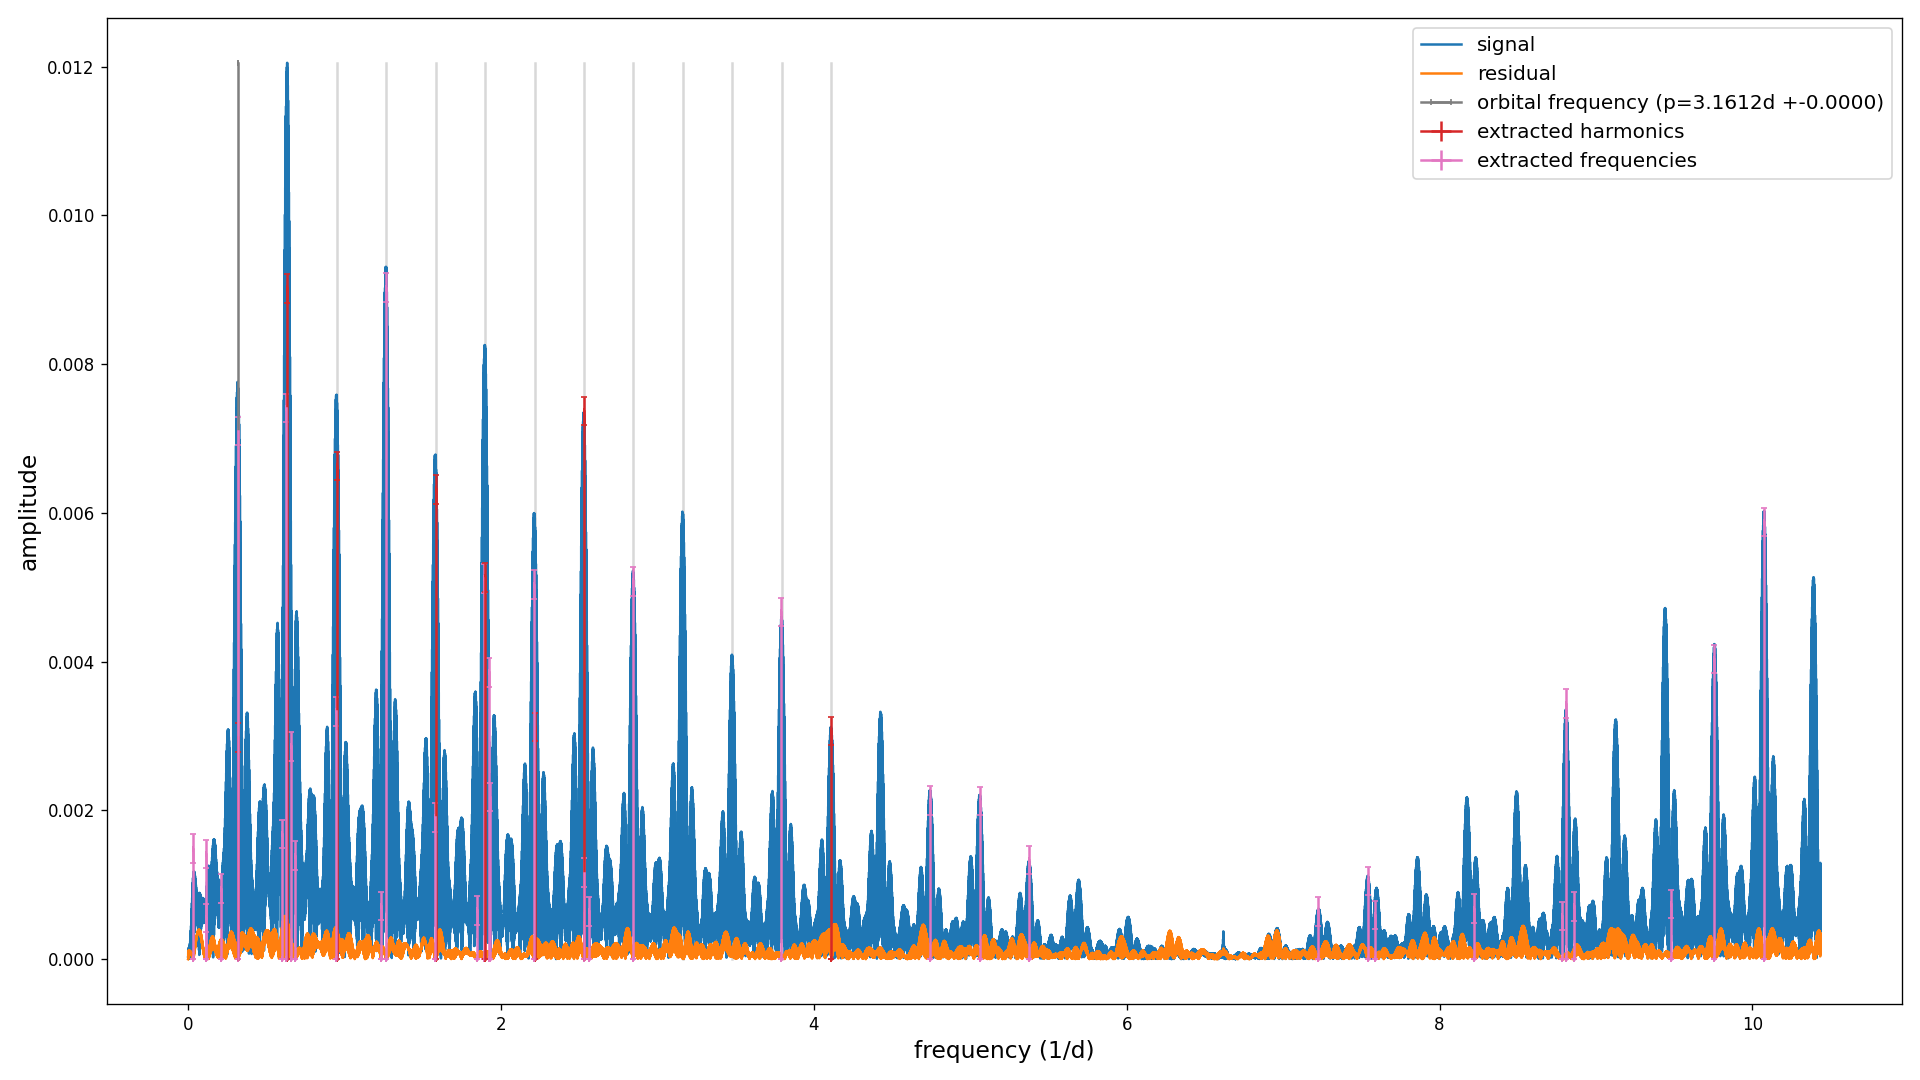 signal
residual
orbital frequency (p=3.1612d +-0.0000)
extracted harmonics
extracted frequencies
0.012
0.010
0.008
0.006
0.004
0.002
0.000
amplitude
0 2 4 6 8 10
frequency (1/d)